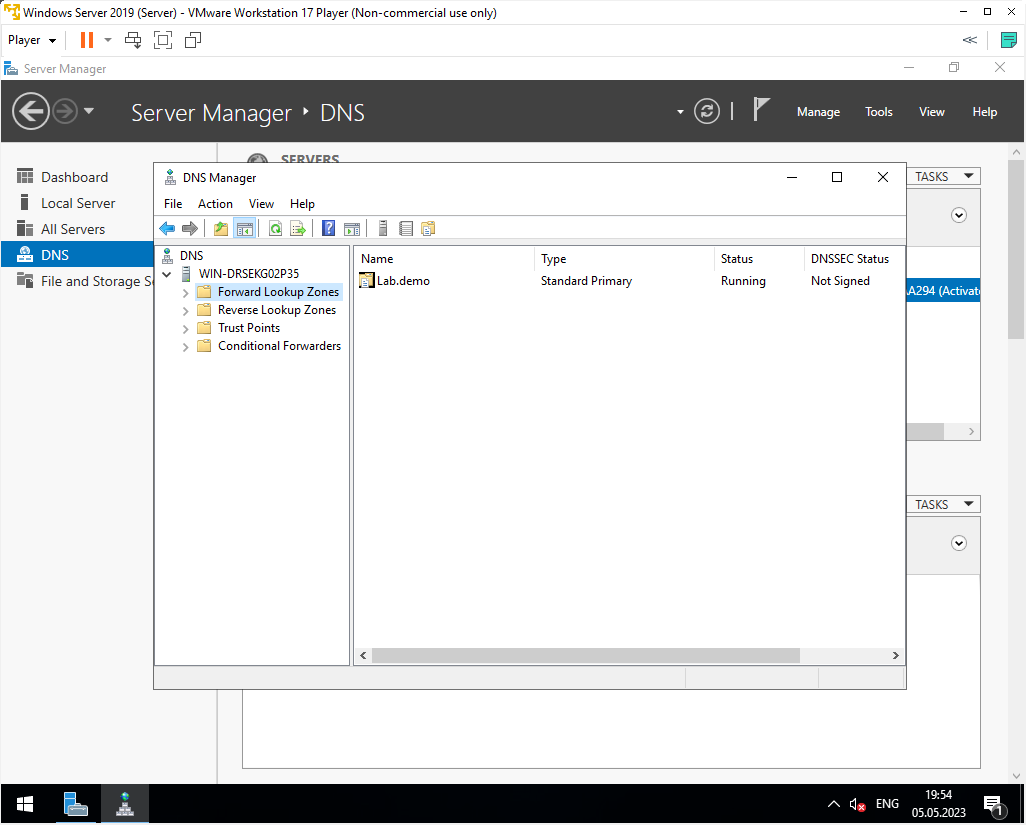 Windows Server 2019 (Server) - VMware Workstation 17 Player (Non-commercial use only)
Player
Server Manager
Server Manager DNS
Manage Tools View Help
Dashboard
Local Server
All Servers
DNS
File and Storage
SERVERS
TASKS
A294 (Activat
TASKS
DNS Manager
File Action View Help
DNS
WIN-DRSEKG02P35
Forward Lookup Zones
Reverse Lookup Zones
Trust Points
Conditional Forwarders
Name Type Status DNSSEC Status
Lab.demo Standard Primary Running Not Signed
ENG
19:54
05.05.2023
1